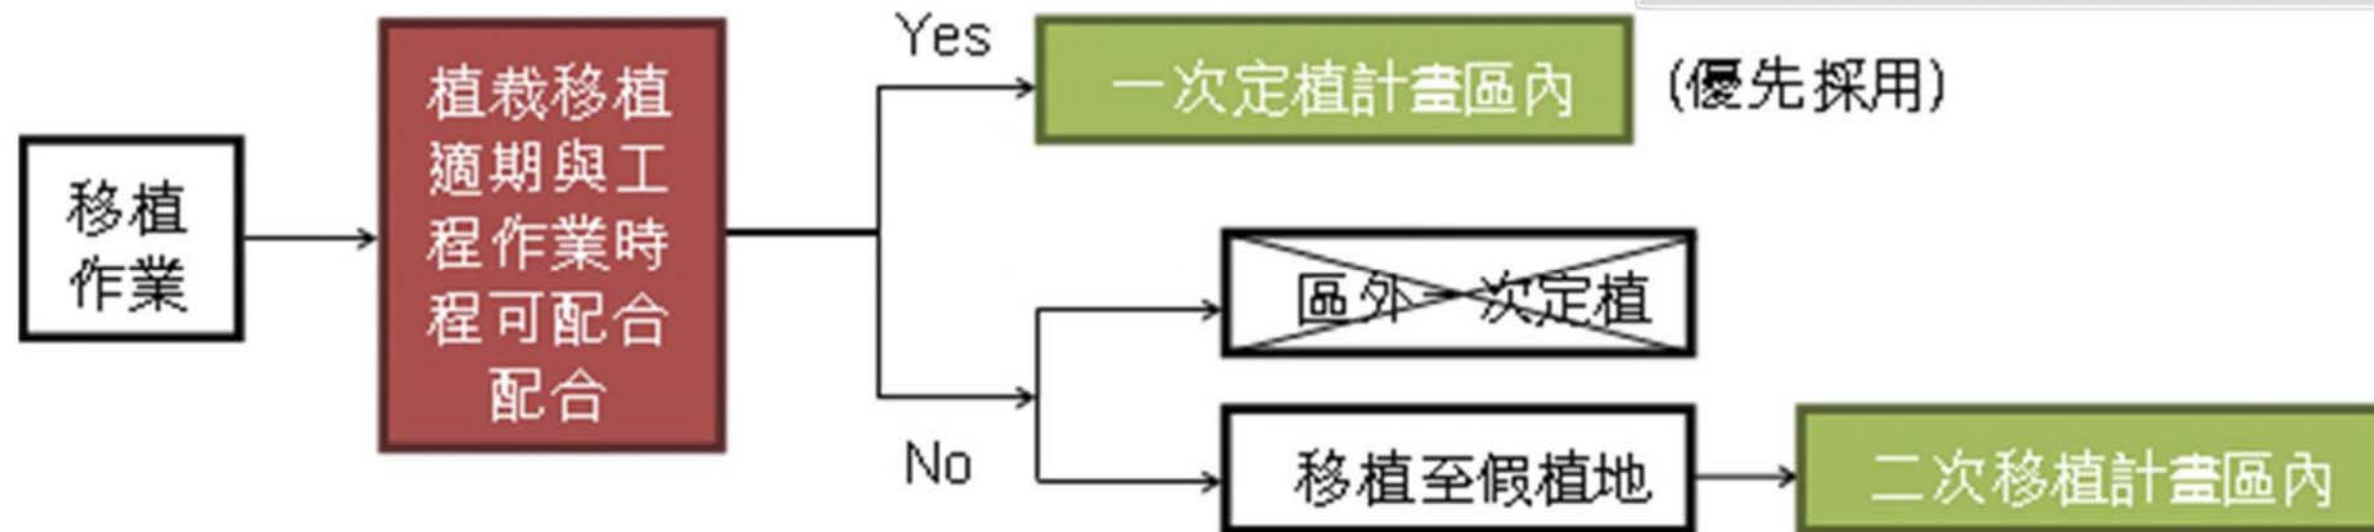 移植
作業
植栽移植
適期與工
程作業時
程可配合
配合
Yes
一次定植計畫區內
(優先採用)
No
區外一次定植
移植至假植地
二次移植計畫區內